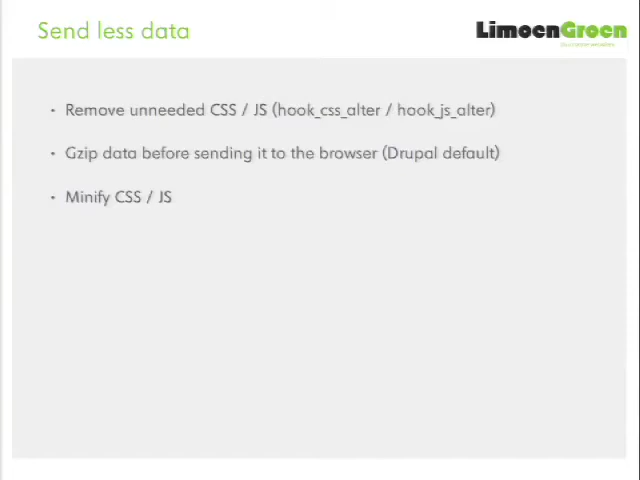 Send less data
LimoenGroen
• Remove unneeded CSS / JS (hook_css_alter / hook_js_alter)
• Gzip data before sending it to the browser (Drupal default)
• Minify CSS / JS